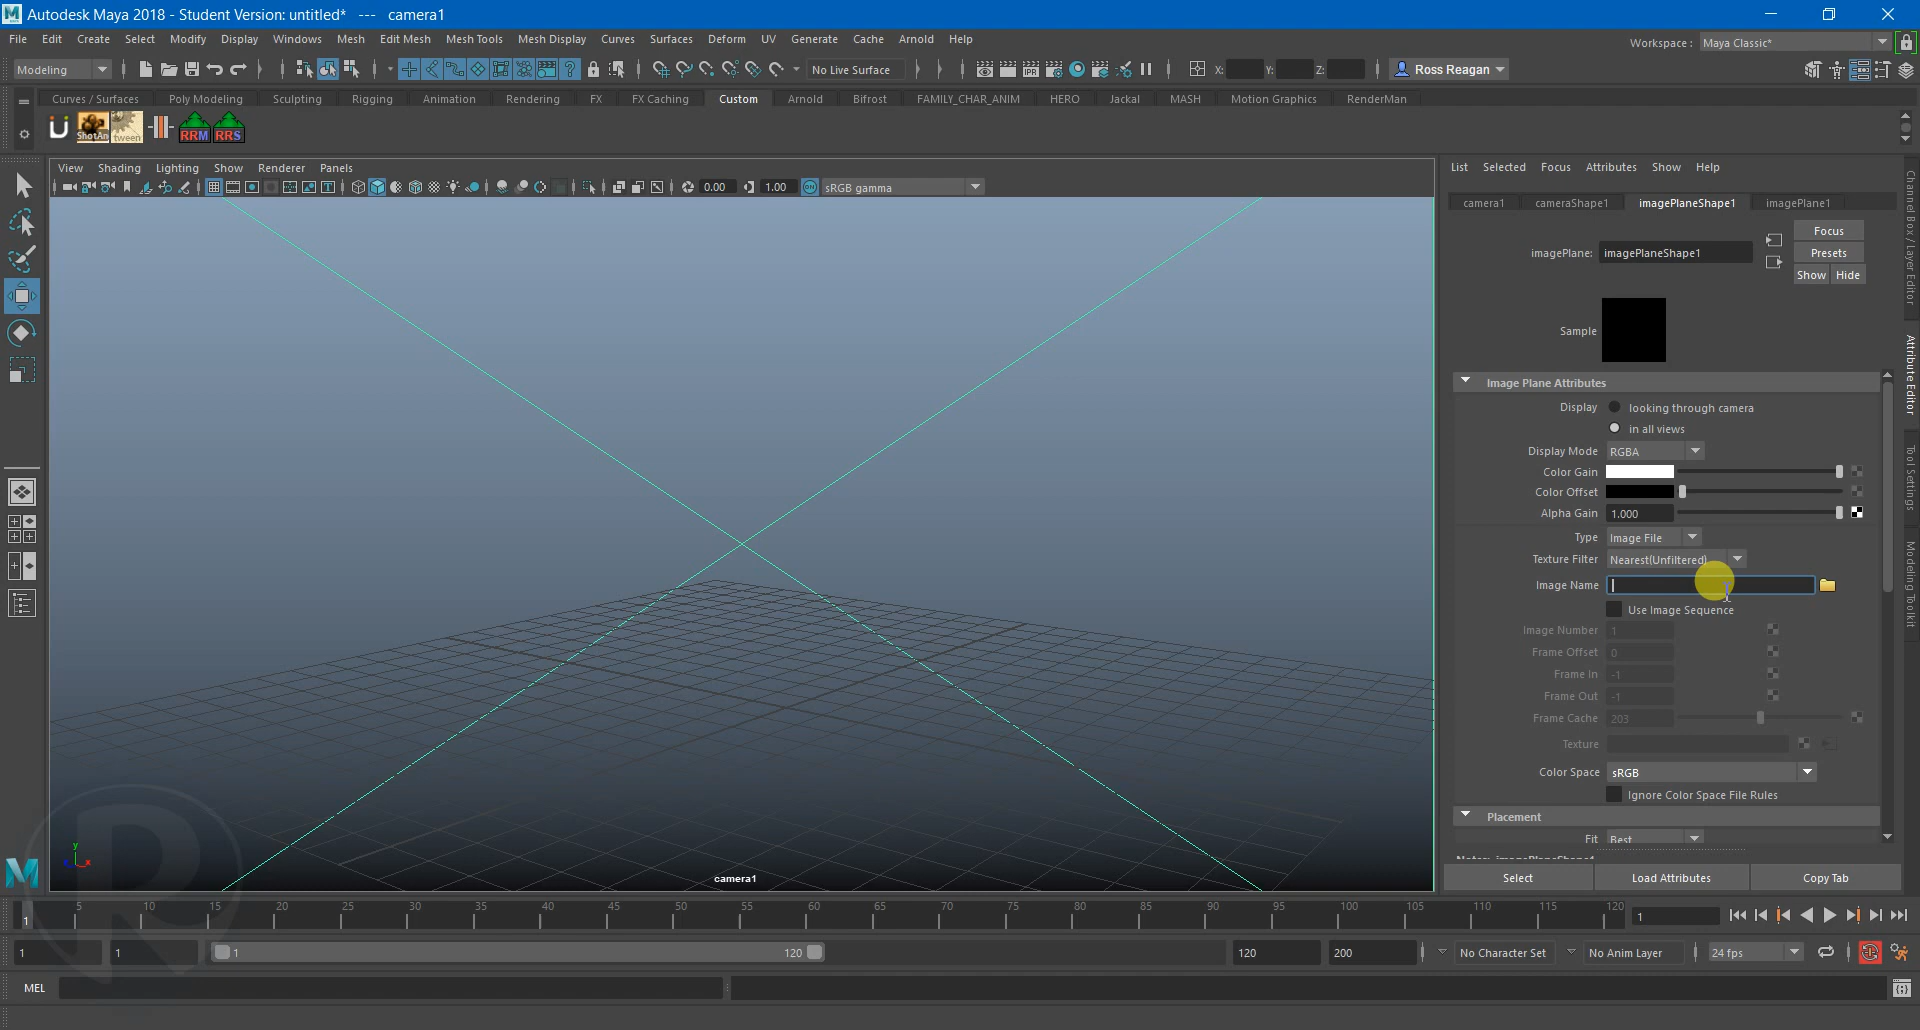 Autodesk Maya 2018 - Student Version: untitled* --- camera1
File Edit Create Select Modify Display Windows Mesh Edit Mesh Mesh Tools Mesh Display Curves Surfaces Deform UV Generate Cache Arnold Help
Workspace : Maya Classic*
Modeling No Live Surface X: Y: Z: Ross Reagan
Curves / Surfaces Poly Modeling Sculpting Rigging Animation Rendering FX FX Caching Custom Arnold Bifrost FAMILY_CHAR_ANIM HERO Jackal MASH Motion Graphics RenderMan
ShotAn tween RRM RRS
View Shading Lighting Show Renderer Panels
0.00 1.00 ON sRGB gamma
List Selected Focus Attributes Show Help
camera1 cameraShape1 imagePlaneShape1 imagePlane1
Focus
imagePlane: imagePlaneShape1
Presets
Show Hide
Sample
Image Plane Attributes
Display looking through camera
in all views
Display Mode RGBA
Color Gain
Color Offset
Alpha Gain 1.000
Type Image File
Texture Filter Nearest(Unfiltered)
Image Name
Use Image Sequence
Image Number 1
Frame Offset 0
Frame In -1
Frame Out -1
Frame Cache 203
Texture
Color Space sRGB
Ignore Color Space File Rules
Placement
Fit Best
Notes: imagePlaneShape1
Select Load Attributes Copy Tab
Channel Box / Layer Editor
Attribute Editor
Tool Settings
Modeling Toolkit
y
x
camera1
R
M
1 5 10 15 20 25 30 35 40 45 50 55 60 65 70 75 80 85 90 95 100 105 110 115 120 1
1 1 1 120 120 200 No Character Set No Anim Layer 24 fps
MEL